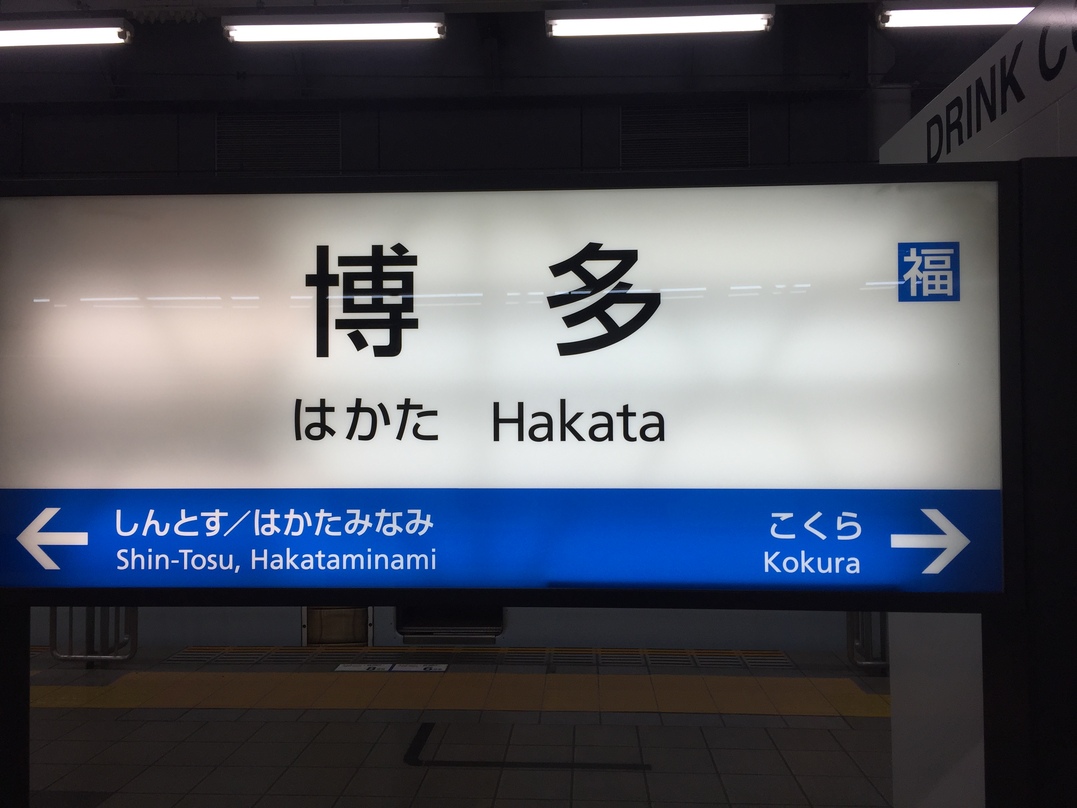 DRINK CO
博多
福
はかた Hakata
しんとす/はかたみなみ
Shin-Tosu, Hakataminami
こくら
Kokura